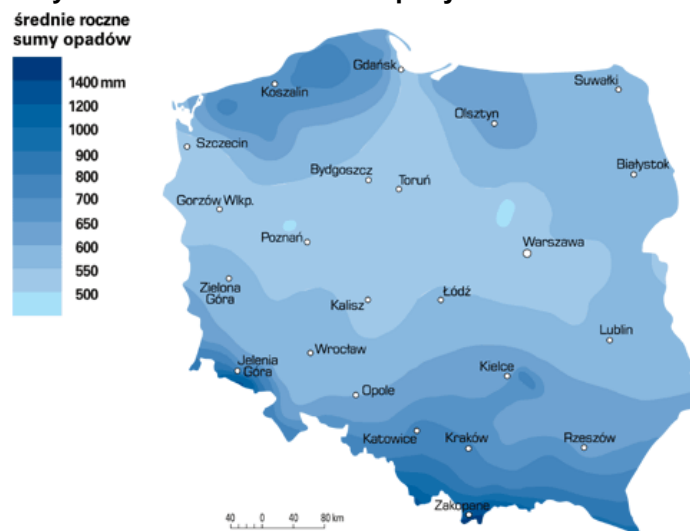 średnie roczne
sumy opadów
1400 mm
1200
1000
900
800
700
650
600
550
500
Gdańsk
Koszalin
Suwałki
Olsztyn
Szczecin
Białystok
Bydgoszcz
Toruń
Gorzów Wlkp.
Poznań
Warszawa
Zielona
Góra
Kalisz
Łódź
Lublin
Wrocław
Jelenia
Góra
Kielce
Opole
Katowice
Kraków
Rzeszów
Zakopane
40 0 40 80 km